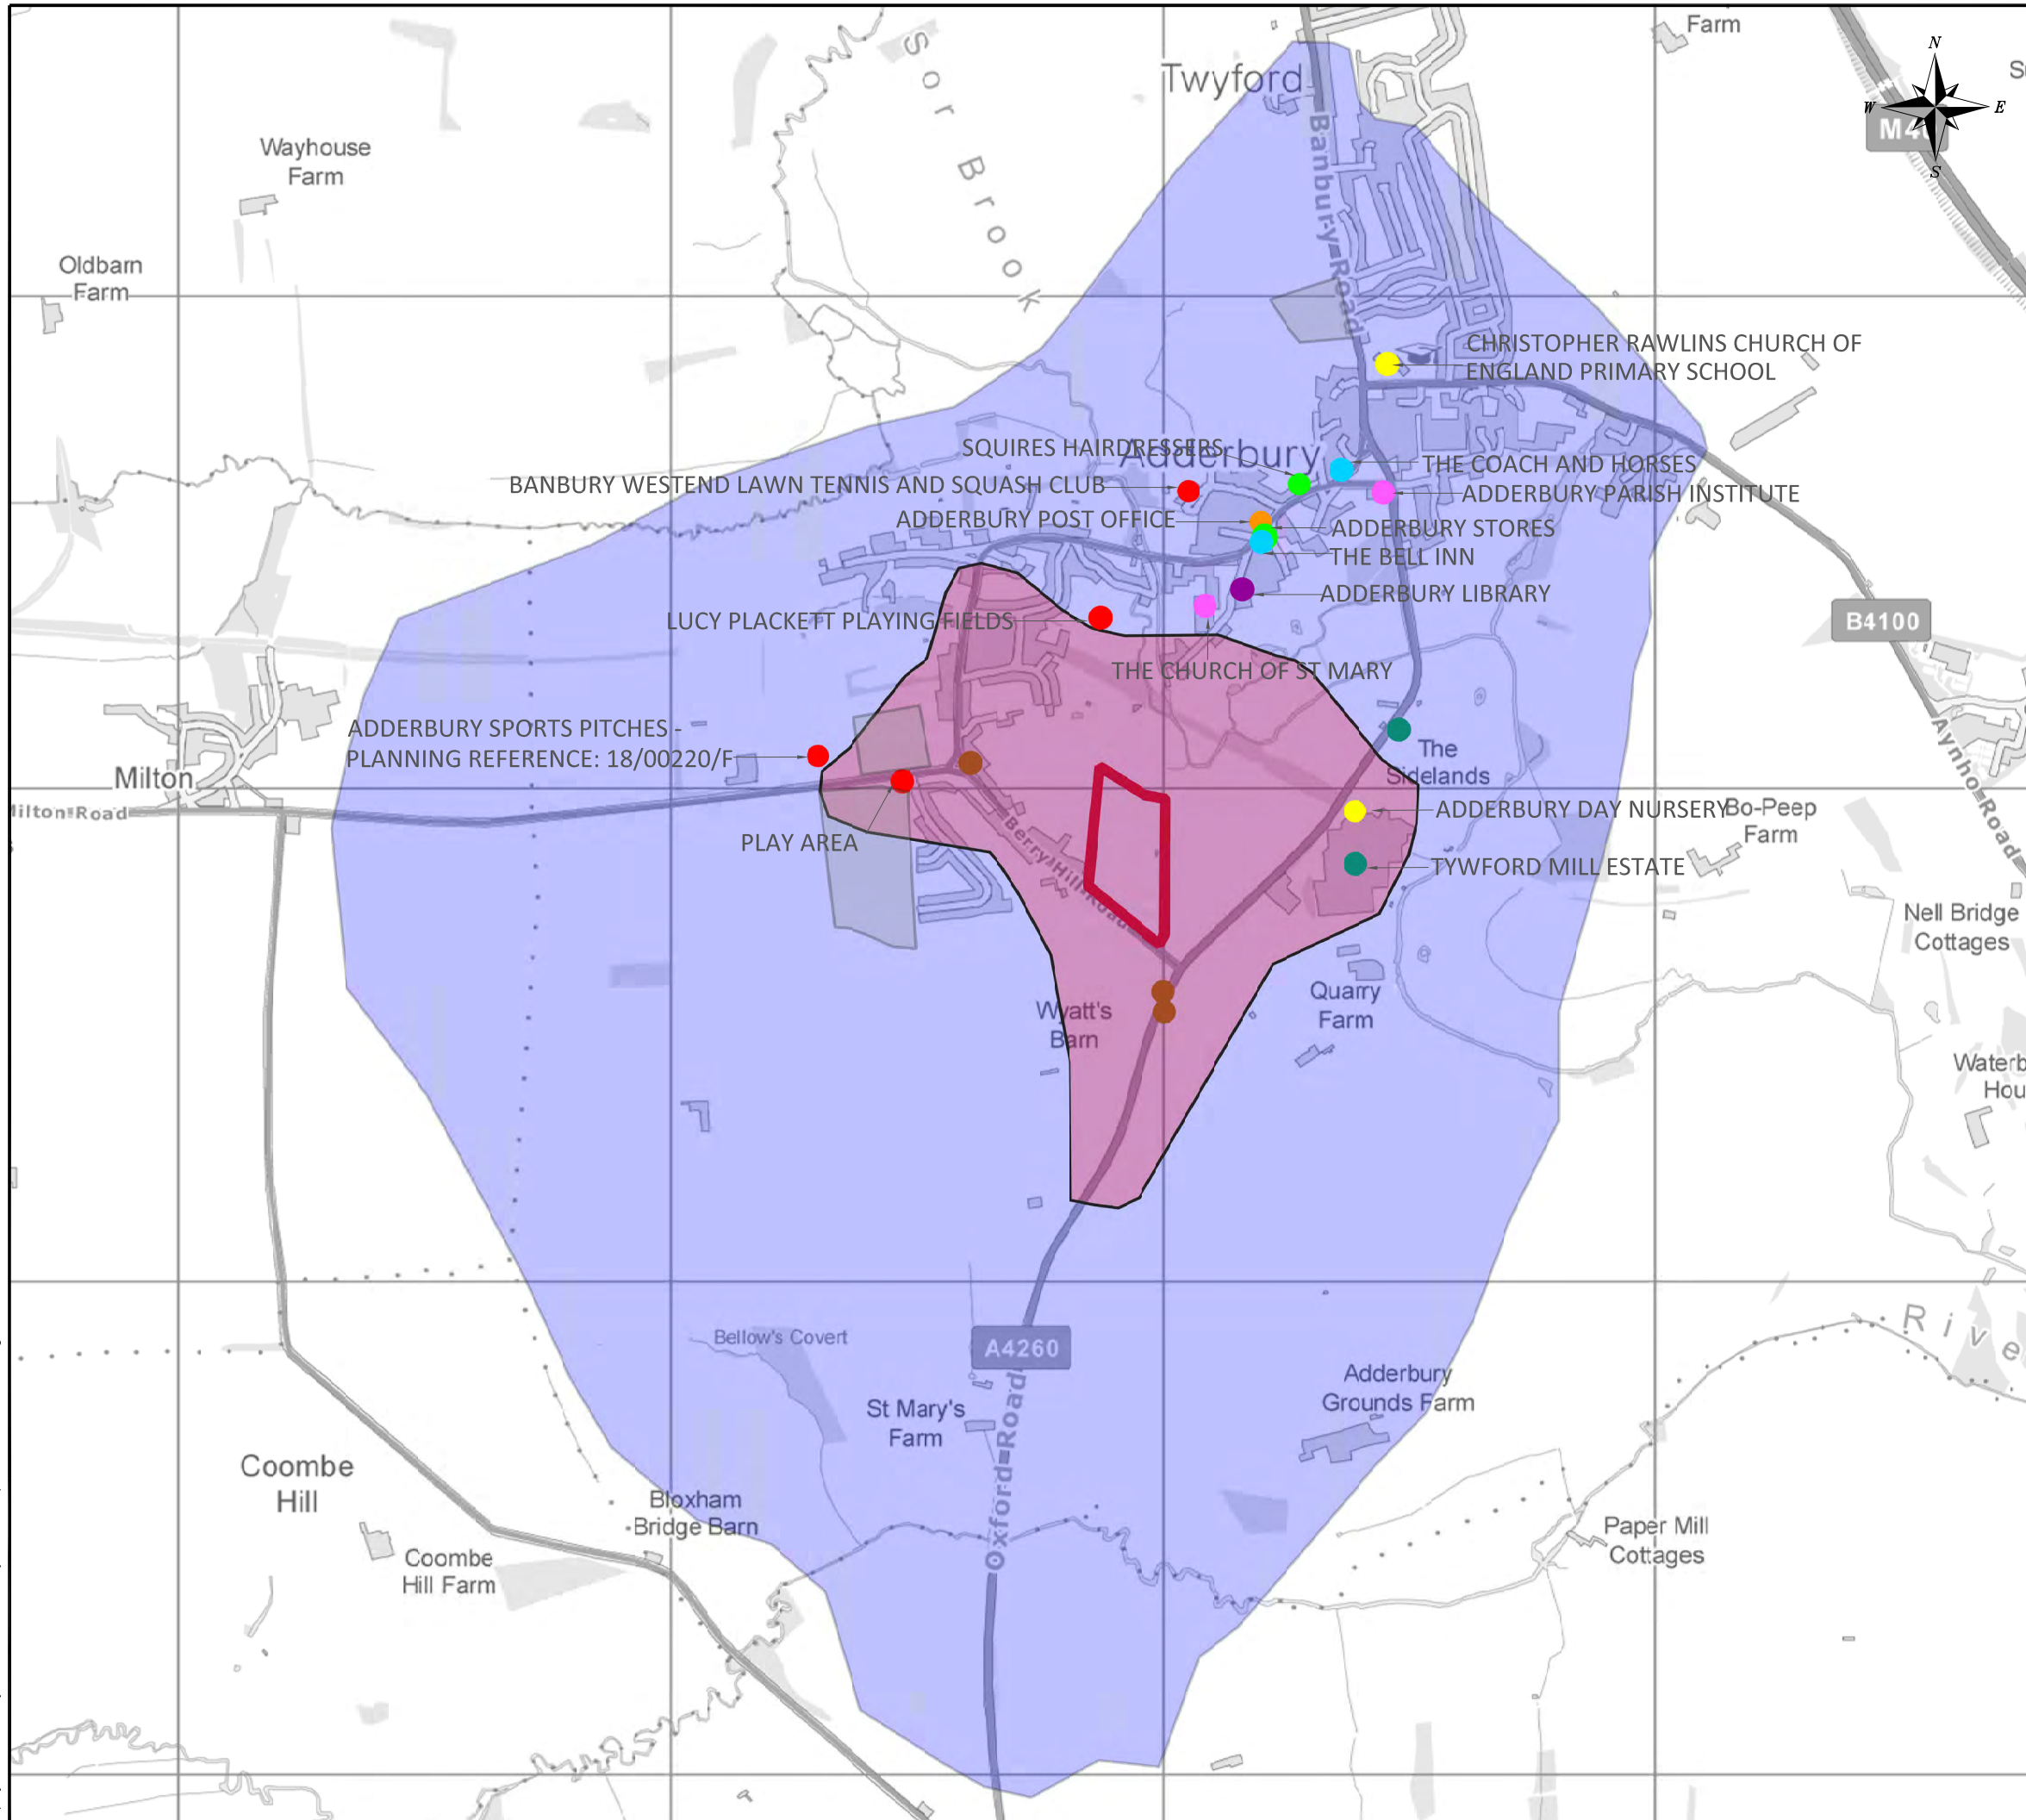 Farm
N
W
E
S
M4
Twyford
Sor Brook
Banbury Road
Wayhouse
Farm
Oldbarn
Farm
CHRISTOPHER RAWLINS CHURCH OF
ENGLAND PRIMARY SCHOOL
SQUIRES HAIRDRESSERS
Adderbury
THE COACH AND HORSES
BANBURY WESTEND LAWN TENNIS AND SQUASH CLUB
ADDERBURY PARISH INSTITUTE
ADDERBURY POST OFFICE
ADDERBURY STORES
THE BELL INN
ADDERBURY LIBRARY
B4100
LUCY PLACKETT PLAYING FIELDS
THE CHURCH OF ST MARY
ADDERBURY SPORTS PITCHES -
PLANNING REFERENCE: 18/00220/F
The
Sidelands
Milton
Milton Road
Aynho Road
ADDERBURY DAY NURSERY
Bo-Peep
Farm
PLAY AREA
Berry Hill Road
TYWFORD MILL ESTATE
Nell Bridge
Cottages
Wyatt's
Barn
Quarry
Farm
Waterb
Hou
Bellow's Covert
A4260
Rive
Adderbury
Grounds Farm
St Mary's
Farm
Oxford Road
Coombe
Hill
Bloxham
Bridge Barn
Coombe
Hill Farm
Paper Mill
Cottages